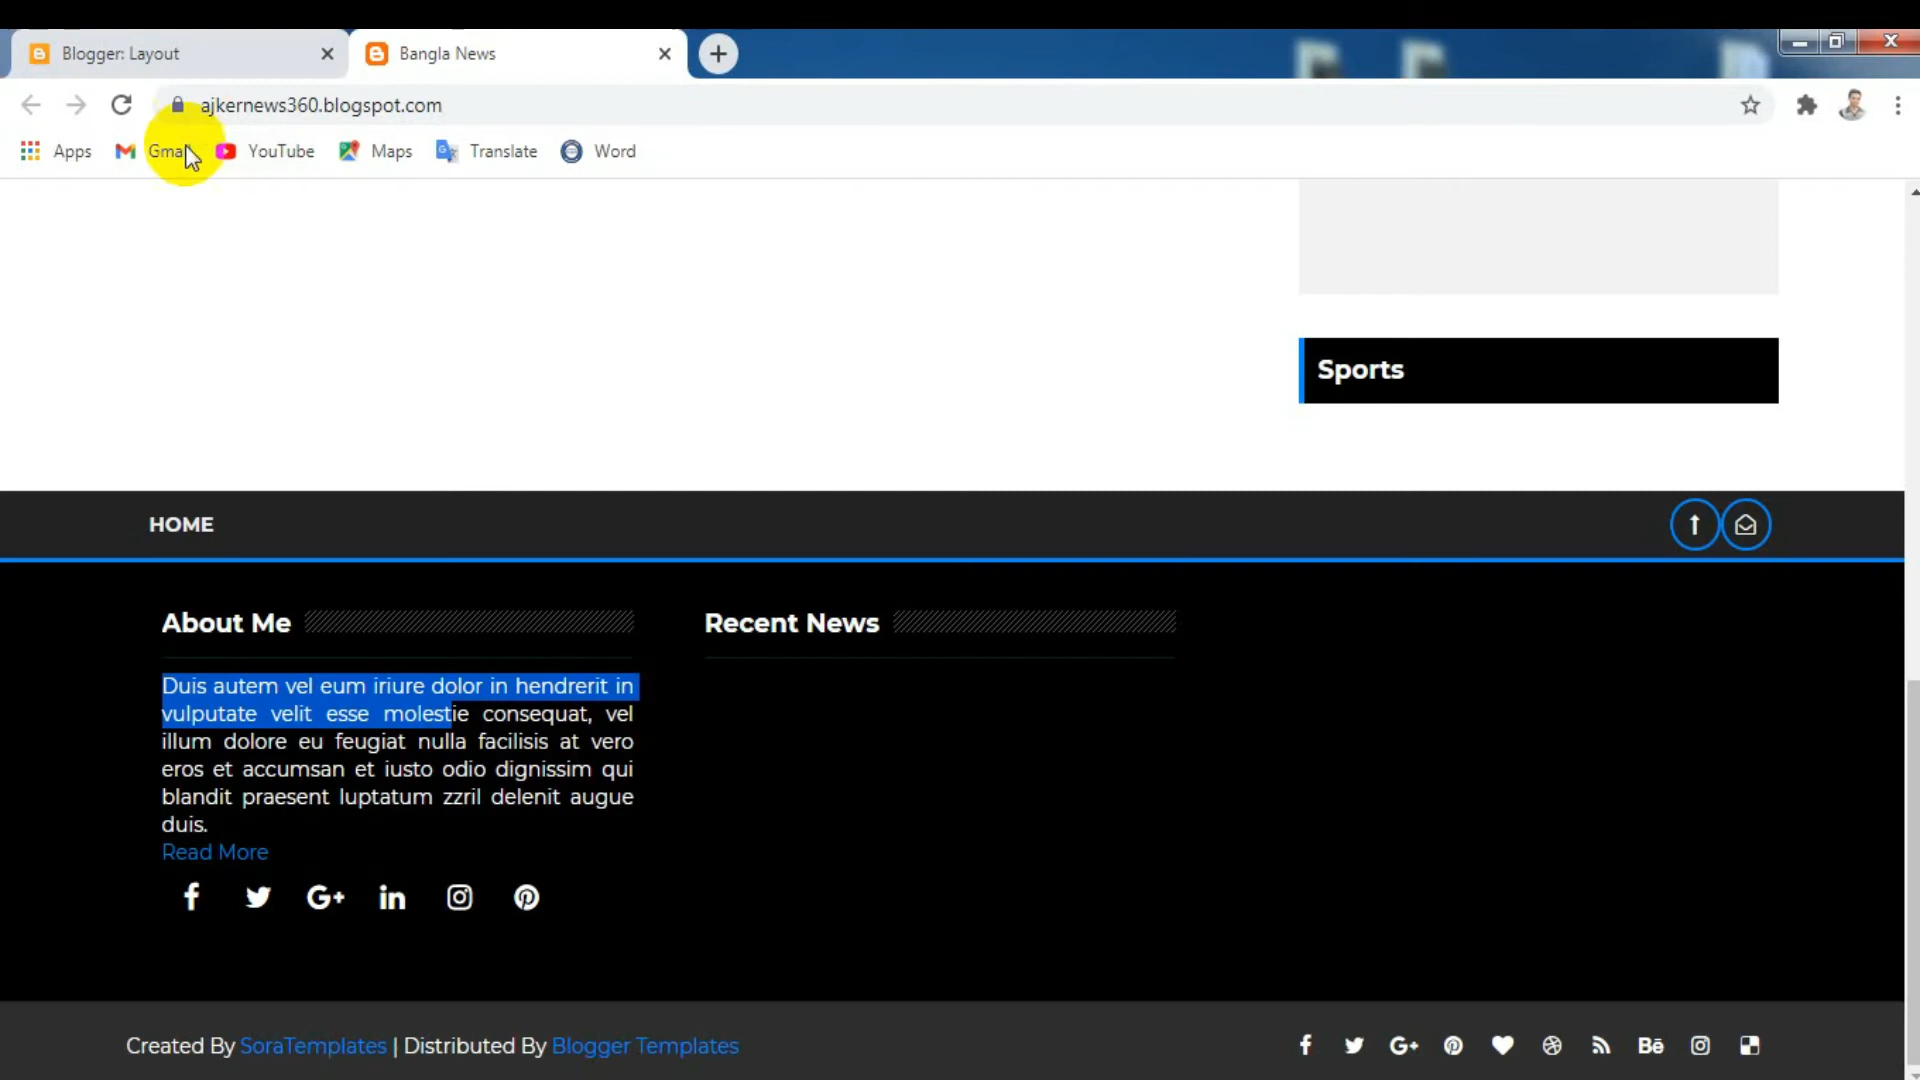 Blogger: Layout
Bangla News
ajkernews360.blogspot.com
Apps
Gmail
YouTube
Maps
Translate
Word
Sports
HOME
About Me
Duis autem vel eum iriure dolor in hendrerit in
vulputate velit esse molestie consequat, vel
illum dolore eu feugiat nulla facilisis at vero
eros et accumsan et iusto odio dignissim qui
blandit praesent luptatum zzril delenit augue
duis.
Read More
Recent News
Created By SoraTemplates | Distributed By Blogger Templates